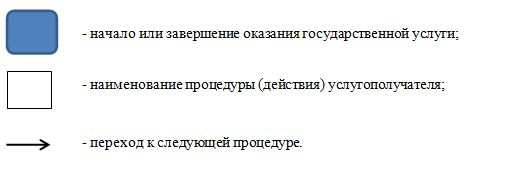 - начало или завершение оказания государственной услуги;
- наименование процедуры (действия) услугополучателя;
- переход к следующей процедуре.